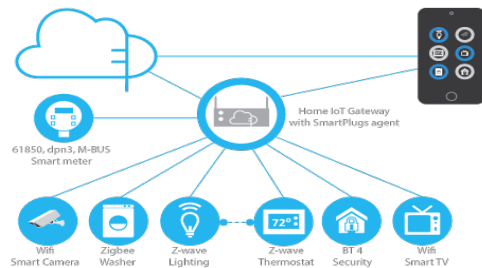 Home IoT Gateway
with SmartPlugs agent
61850, dpn3, M-BUS
Smart meter
72º
Wifi
Smart Camera
Zigbee
Washer
Z-wave
Lighting
Z-wave
Thermostat
BT 4
Security
Wifi
Smart TV